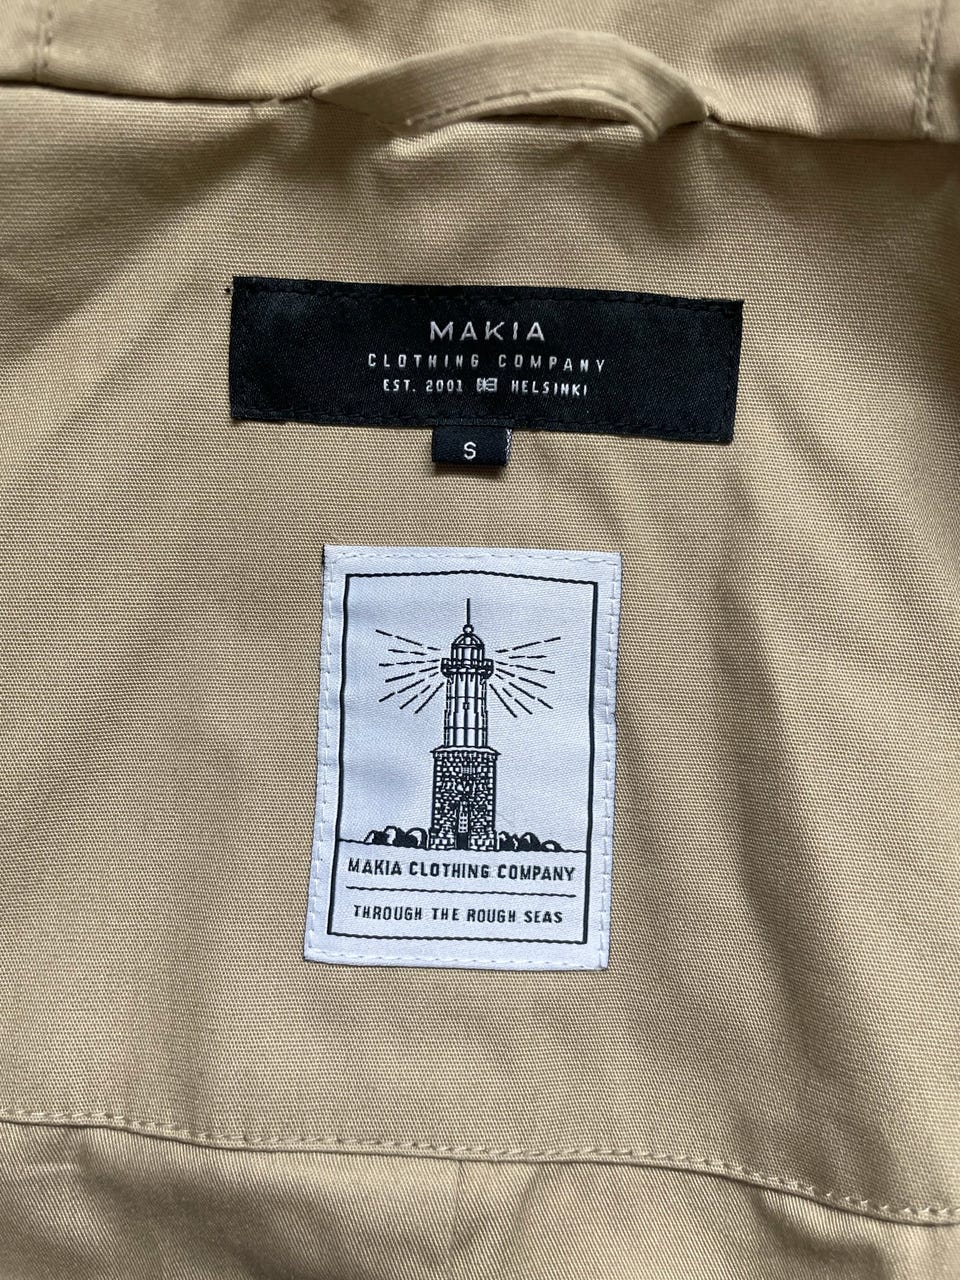 MAKIA
CLOTHING COMPANY
EST. 2001 HELSINKI
S
MAKIA CLOTHING COMPANY
THROUGH THE ROUGH SEAS